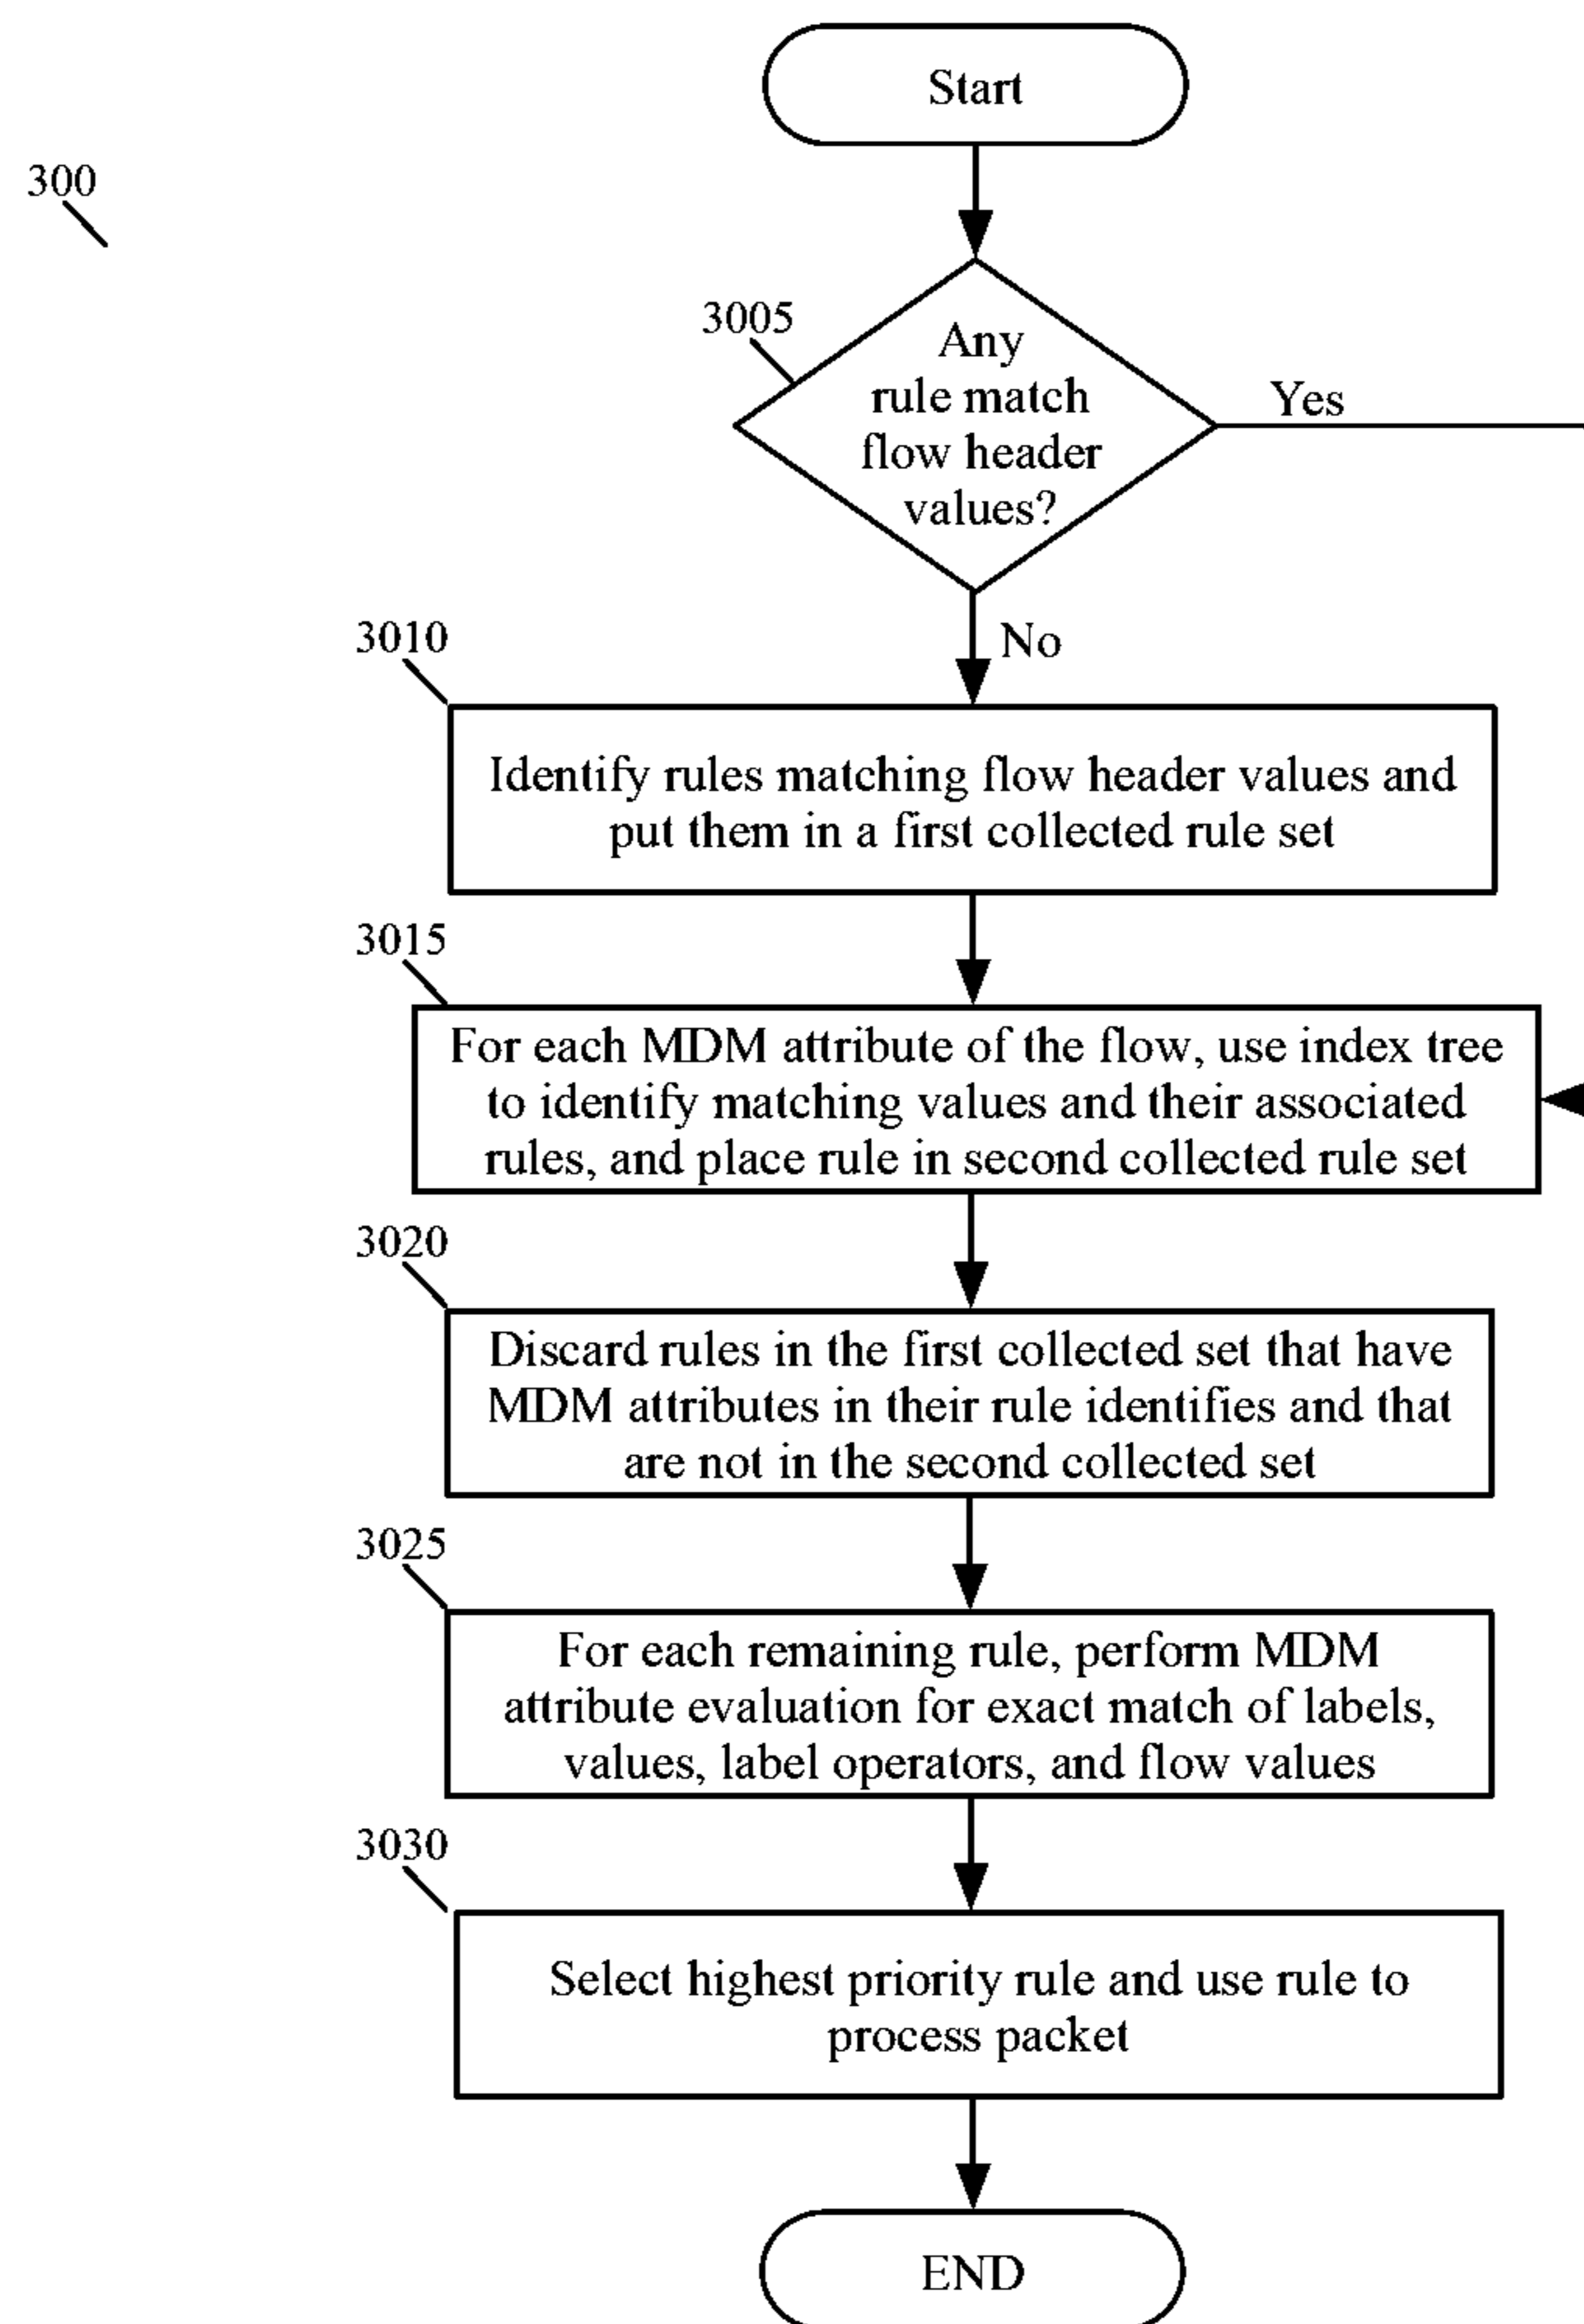 Start
300
3005
Any
rule match
flow header
values?
Yes
No
3010
Identify rules matching flow header values and
put them in a first collected rule set
3015
For each MDM attribute of the flow, use index tree
to identify matching values and their associated
rules, and place rule in second collected rule set
3020
Discard rules in the first collected set that have
MDM attributes in their rule identifies and that
are not in the second collected set
3025
For each remaining rule, perform MDM
attribute evaluation for exact match of labels,
values, label operators, and flow values
3030
Select highest priority rule and use rule to
process packet
END